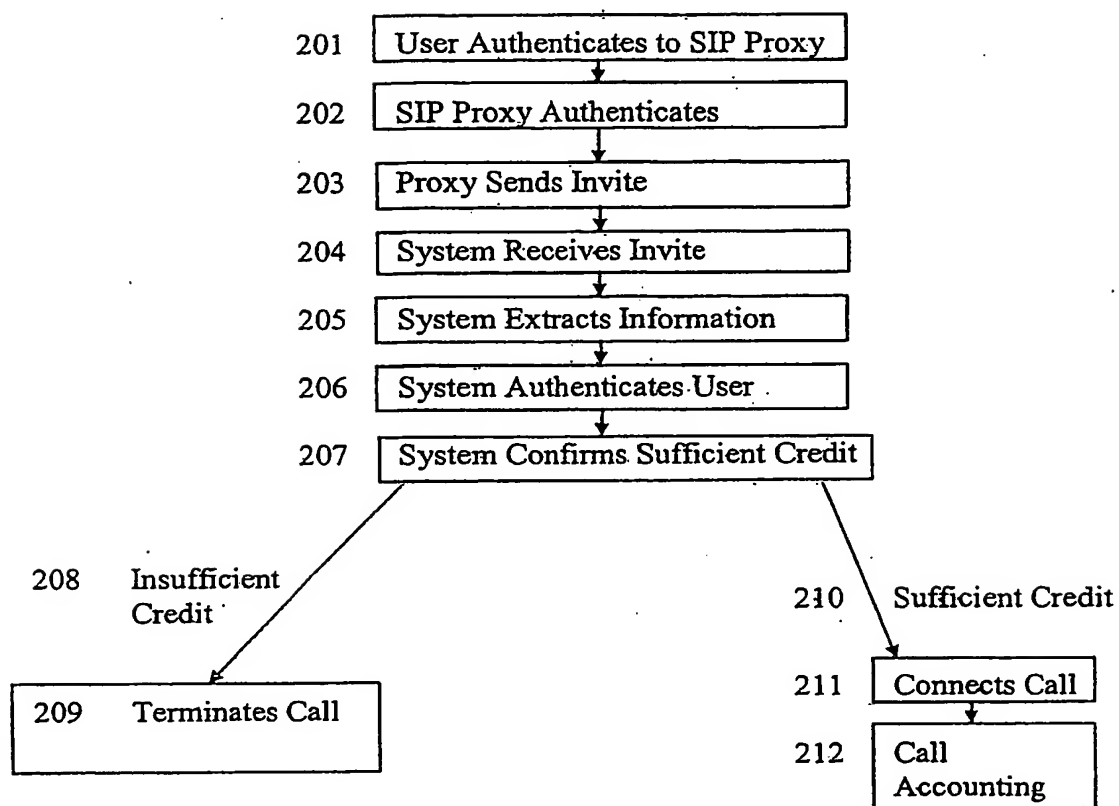 201 User Authenticates to SIP Proxy
202 SIP Proxy Authenticates
203 Proxy Sends Invite
204 System Receives Invite
205 System Extracts Information
206 System Authenticates User
207 System Confirms Sufficient Credit
208 Insufficient
Credit
210 Sufficient Credit
209 Terminates Call
211 Connects Call
212 Call
Accounting